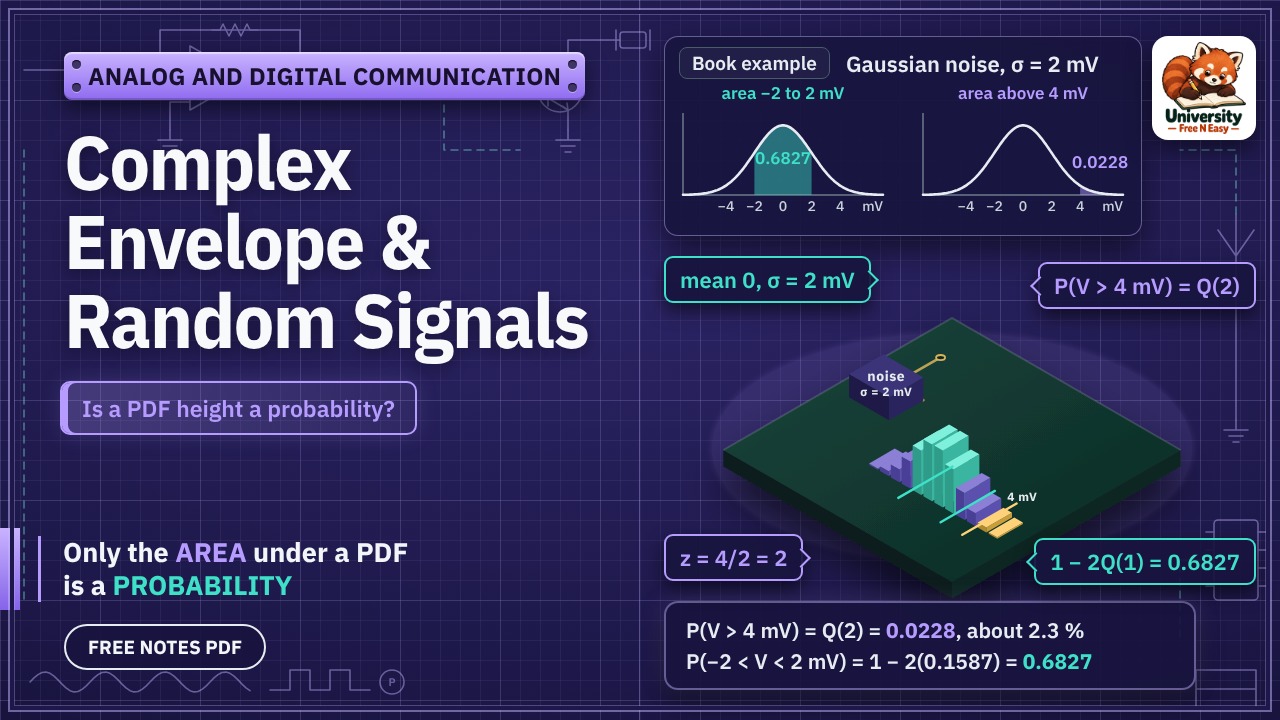 ANALOG AND DIGITAL COMMUNICATION
Complex
Envelope &
Random Signals
Is a PDF height a probability?
Only the AREA under a PDF
is a PROBABILITY
FREE NOTES PDF
P
Book example
Gaussian noise, σ = 2 mV
area −2 to 2 mV
area above 4 mV
0.6827
0.0228
−4 −2 0 2 4 mV
−4 −2 0 2 4 mV
University
Free N Easy
mean 0, σ = 2 mV
P(V > 4 mV) = Q(2)
noise
σ = 2 mV
4 mV
z = 4/2 = 2
1 − 2Q(1) = 0.6827
P(V > 4 mV) = Q(2) = 0.0228, about 2.3 %
P(−2 < V < 2 mV) = 1 − 2(0.1587) = 0.6827